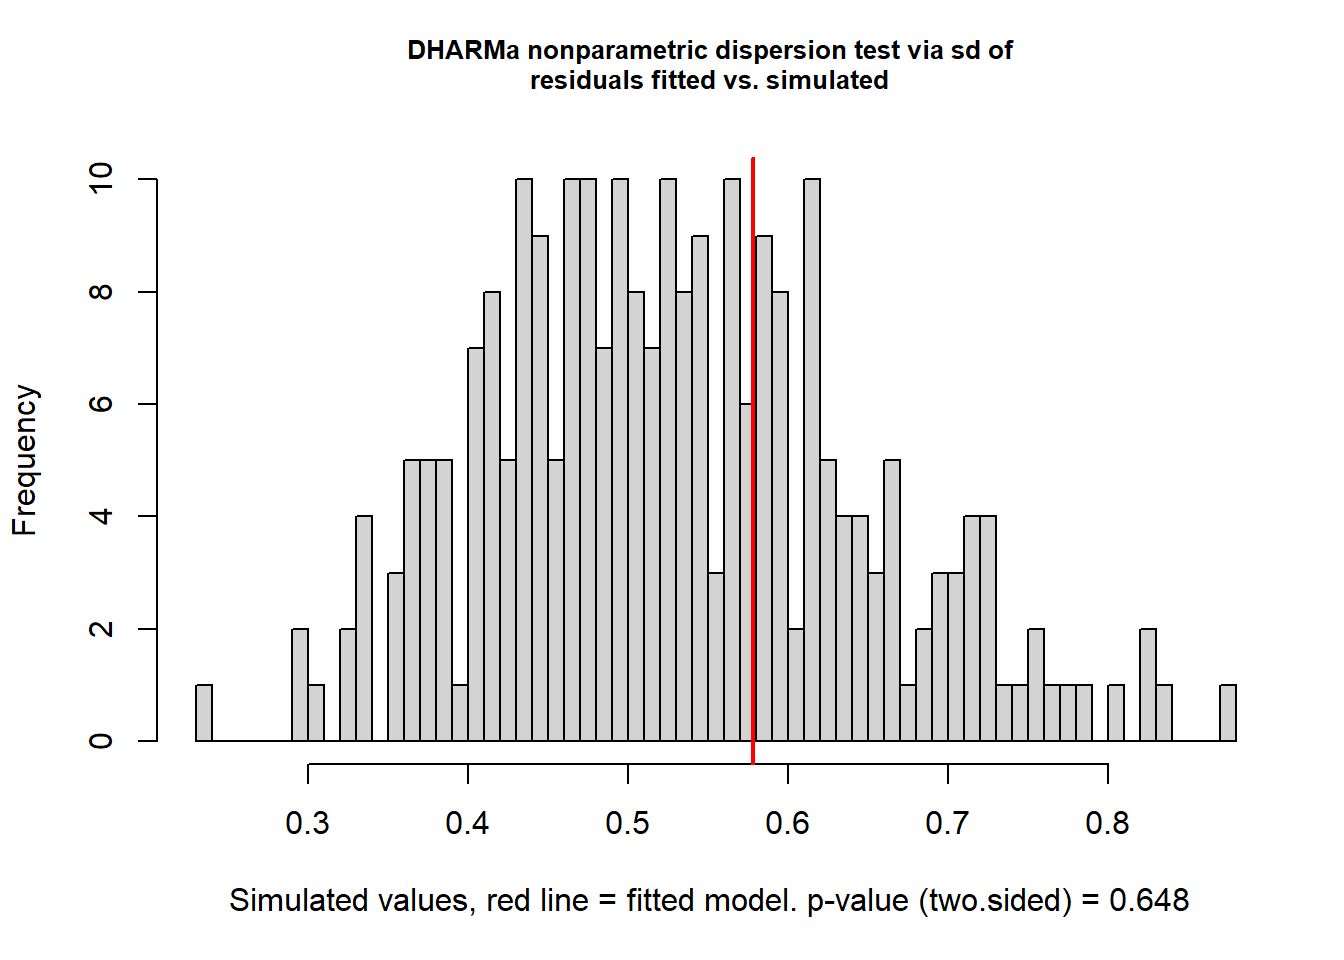 DHARMa nonparametric dispersion test via sd of
residuals fitted vs. simulated
10
8
6
4
2
0
Frequency
0.3 0.4 0.5 0.6 0.7 0.8
Simulated values, red line = fitted model. p-value (two.sided) = 0.648